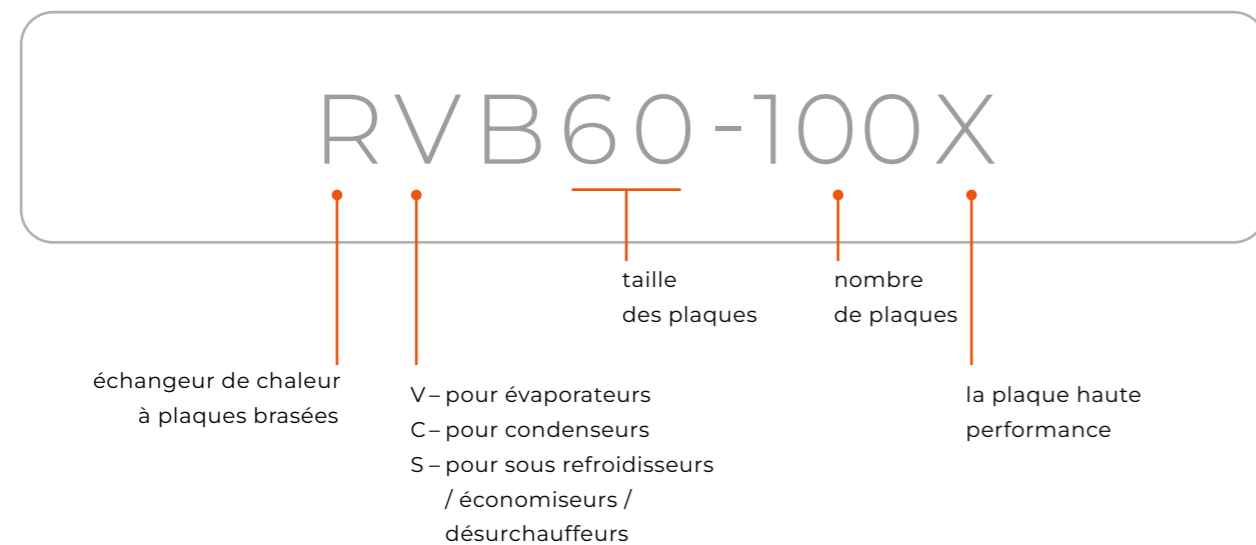 RVB60-100X
taille
des plaques
nombre
de plaques
échangeur de chaleur
à plaques brasées
V – pour évaporateurs
C – pour condenseurs
S – pour sous refroidisseurs
/ économiseurs /
désurchauffeurs
la plaque haute
performance